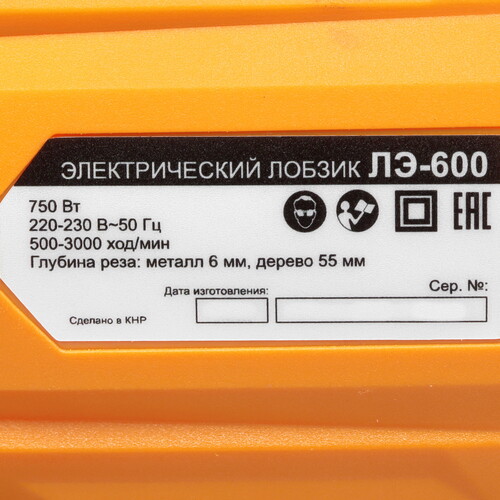 ЭЛЕКТРИЧЕСКИЙ ЛОБЗИК ЛЭ-600
750 Вт
220-230 В~50 Гц
500-3000 ход/мин
Глубина реза: металл 6 мм, дерево 55 мм
EAC
Дата изготовления:
Сер. №:
Сделано в КНР